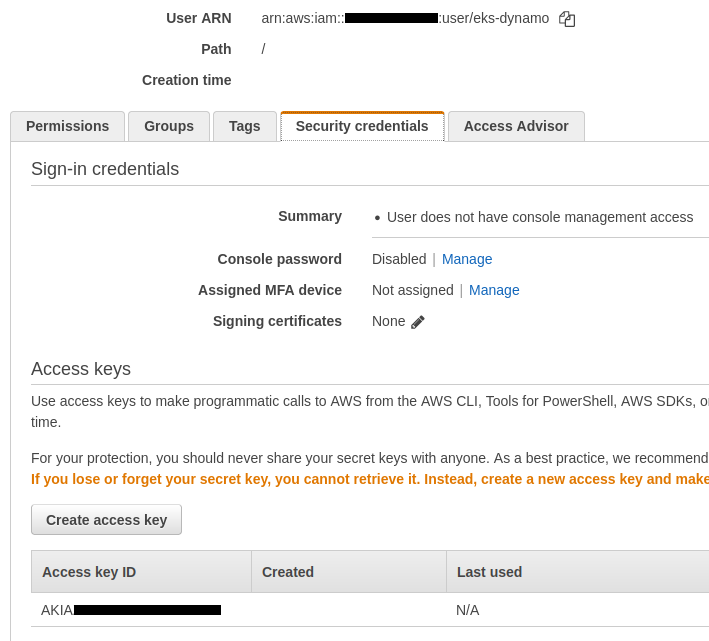 User ARN arn:aws:iam:: :user/eks-dynamo
Path /
Creation time
Permissions Groups Tags Security credentials Access Advisor
Sign-in credentials
Summary • User does not have console management access
Console password Disabled | Manage
Assigned MFA device Not assigned | Manage
Signing certificates None
Access keys
Use access keys to make programmatic calls to AWS from the AWS CLI, Tools for PowerShell, AWS SDKs, or
time.
For your protection, you should never share your secret keys with anyone. As a best practice, we recommend
If you lose or forget your secret key, you cannot retrieve it. Instead, create a new access key and make
Create access key
Access key ID Created Last used
AKIA N/A